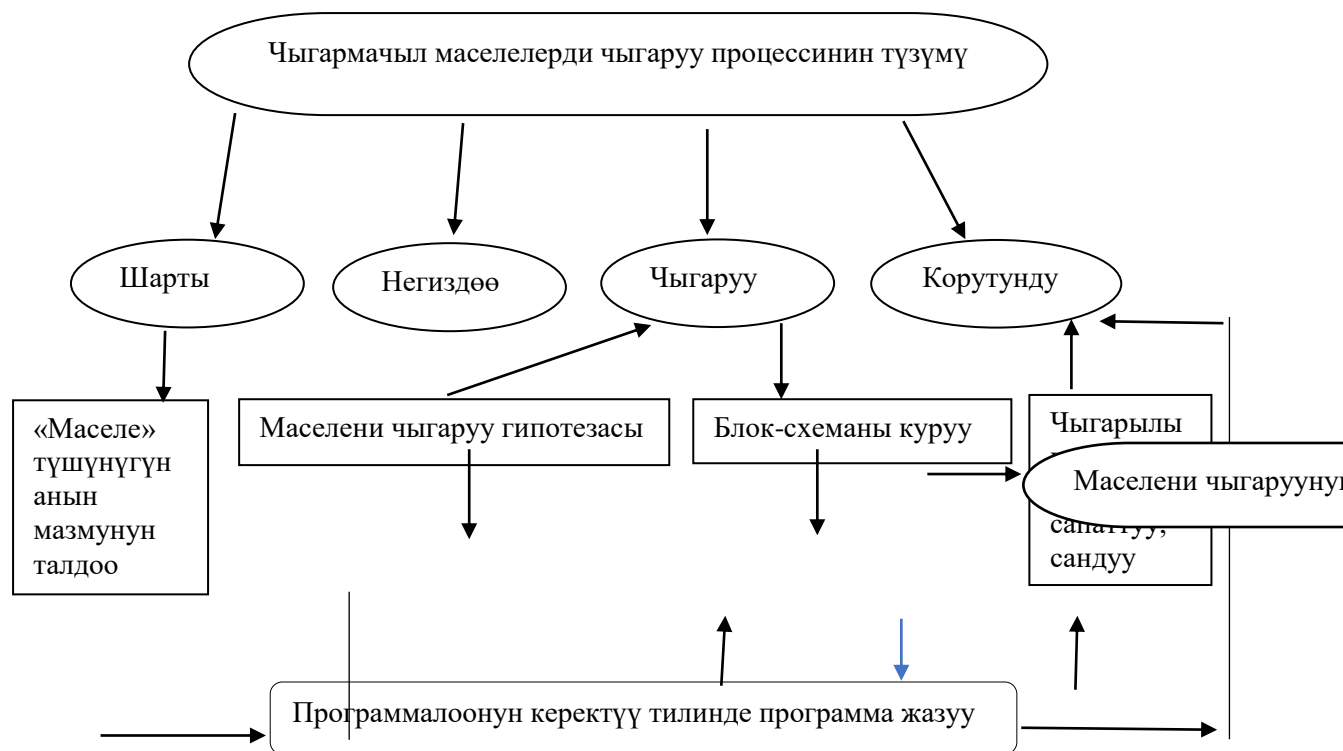 Чыгармачыл маселелерди чыгаруу процессинин түзүмү
Шарты
Негиздөө
Чыгаруу
Корутунду
«Маселе»
түшүнүгүн
анын
мазмунун
талдоо
Маселени чыгаруу гипотезасы
Блок-схеманы куруу
Чыгарылы
Маселени чыгаруунун
сапаттуу,
сандуу
Программалоонун керектүү тилинде программа жазуу